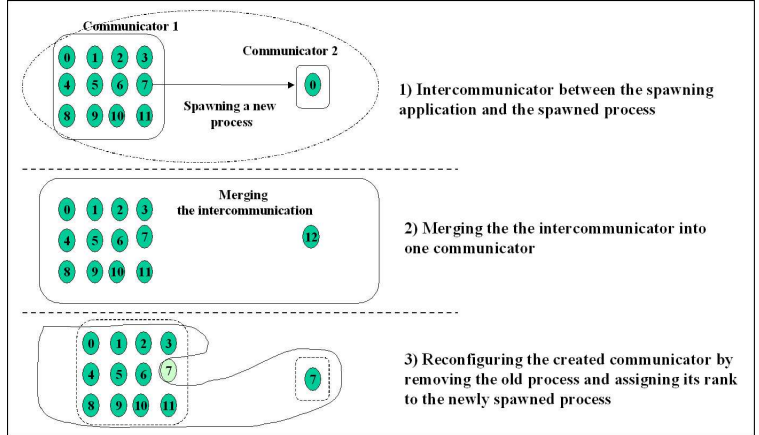 Communicator 1
0 1 2 3
Communicator 2
4 5 6 7
0
Spawning a new
process
8 9 10 11
1) Intercommunicator between the spawning
application and the spawned process
Merging
the intercommunication
0 1 2 3
4 5 6 7
12
8 9 10 11
2) Merging the the intercommunicator into
one communicator
0 1 2 3
4 5 6 7
7
8 9 10 11
3) Reconfiguring the created communicator by
removing the old process and assigning its rank
to the newly spawned process